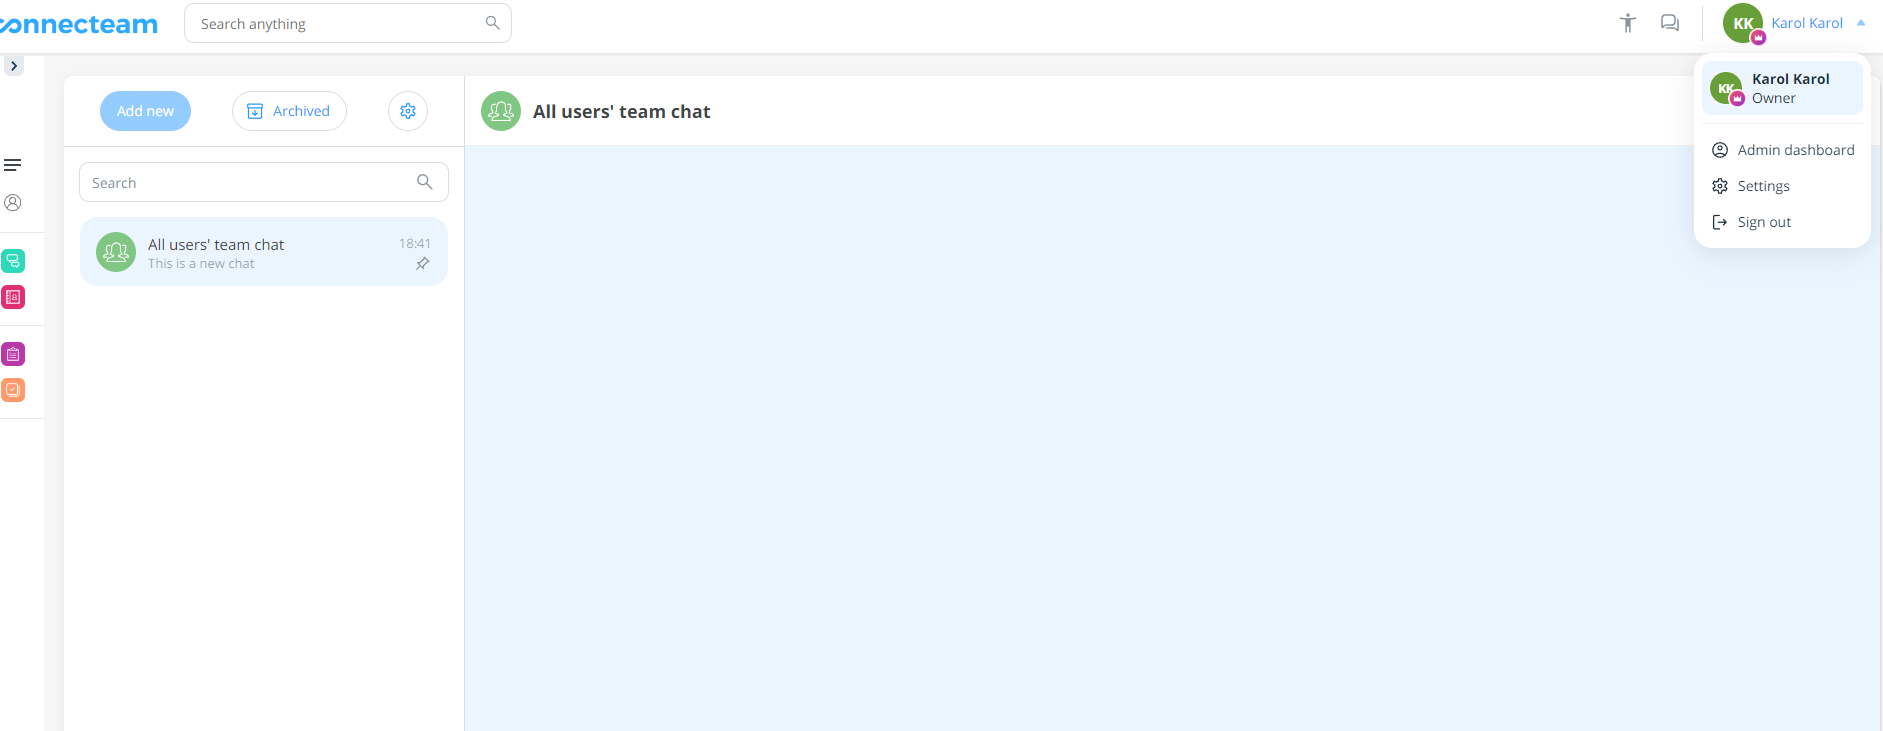 connecteam
Search anything
KK
Karol Karol
KK
Karol Karol
Owner
Admin dashboard
Settings
Sign out
Add new
Archived
Search
All users' team chat
18:41
This is a new chat
All users' team chat